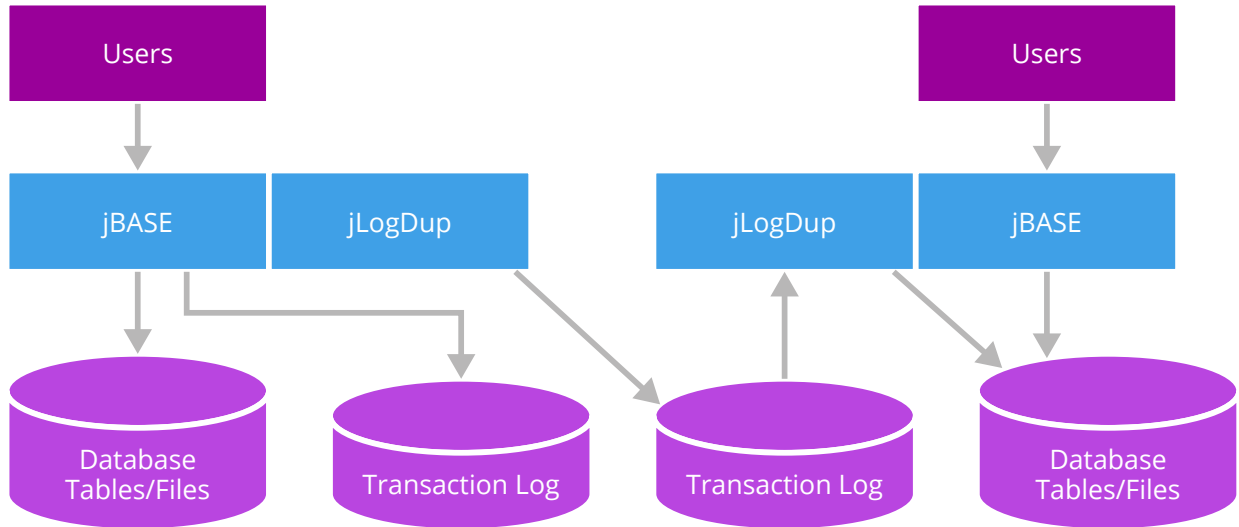 Users
Users
jBASE
jLogDup
jLogDup
jBASE
Database
Tables/Files
Transaction Log
Transaction Log
Database
Tables/Files